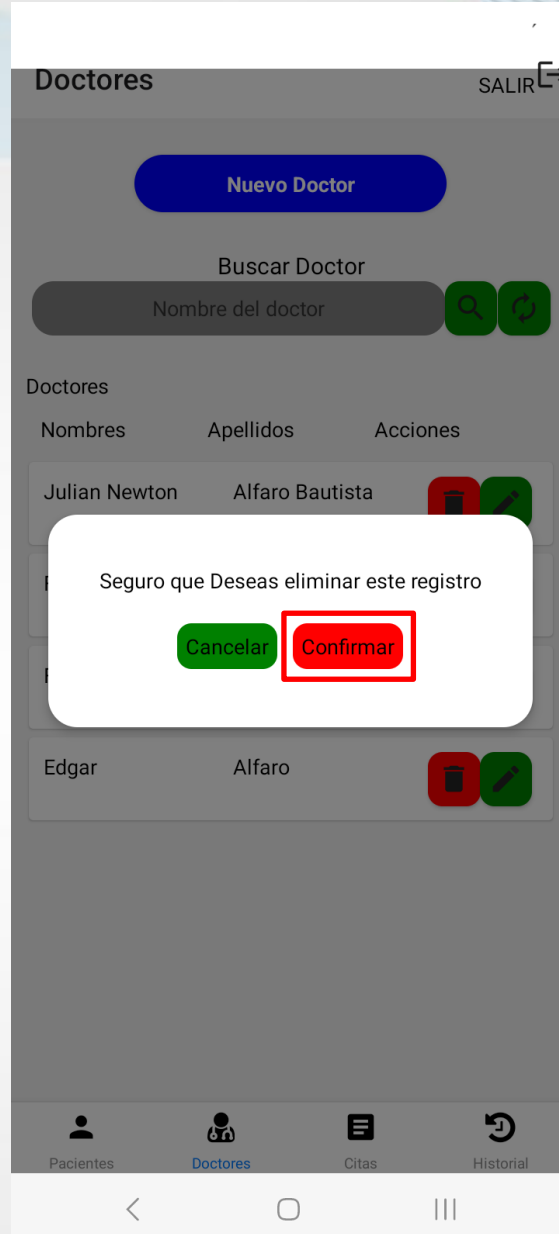 Doctores
SALIR
Nuevo Doctor
Buscar Doctor
Nombre del doctor
Doctores
Nombres Apellidos Acciones
Julian Newton Alfaro Bautista
Seguro que Deseas eliminar este registro
Cancelar Confirmar
Edgar Alfaro
Pacientes Doctores Citas Historial